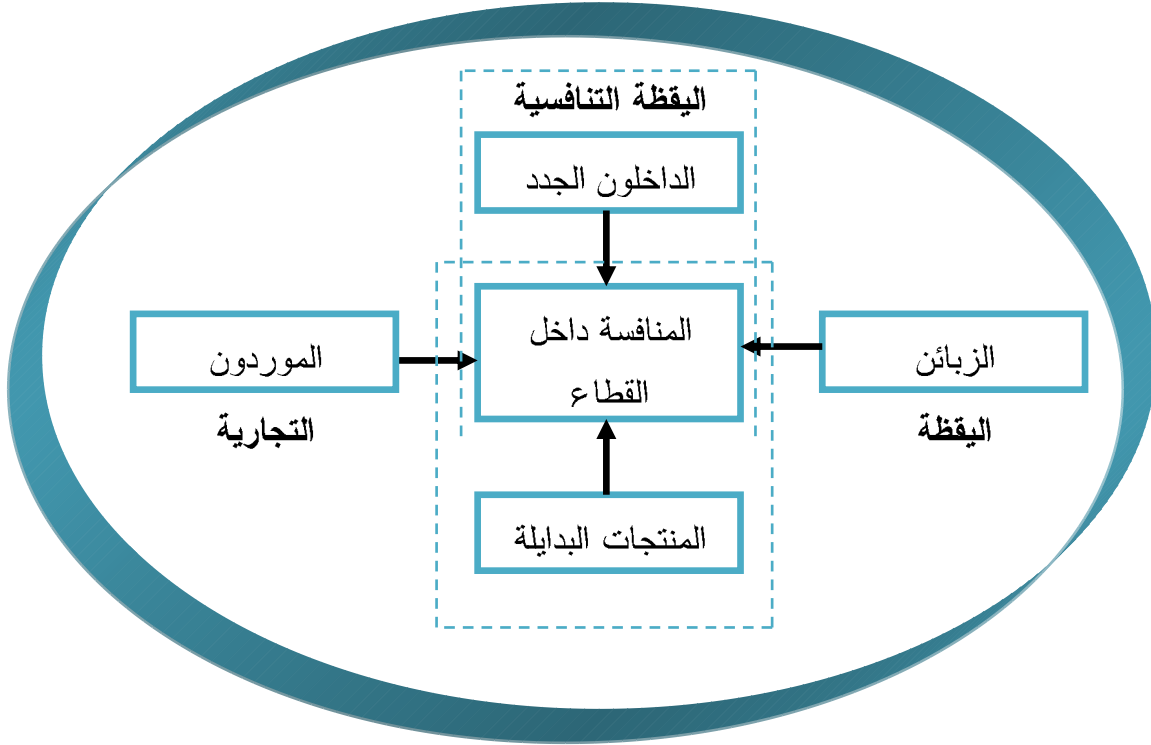 اليقظة التنافسية
الداخلون الجدد
المنافسة داخل
القطاع
الزبائن
اليقظة
الموردون
التجارية
المنتجات البدايلة